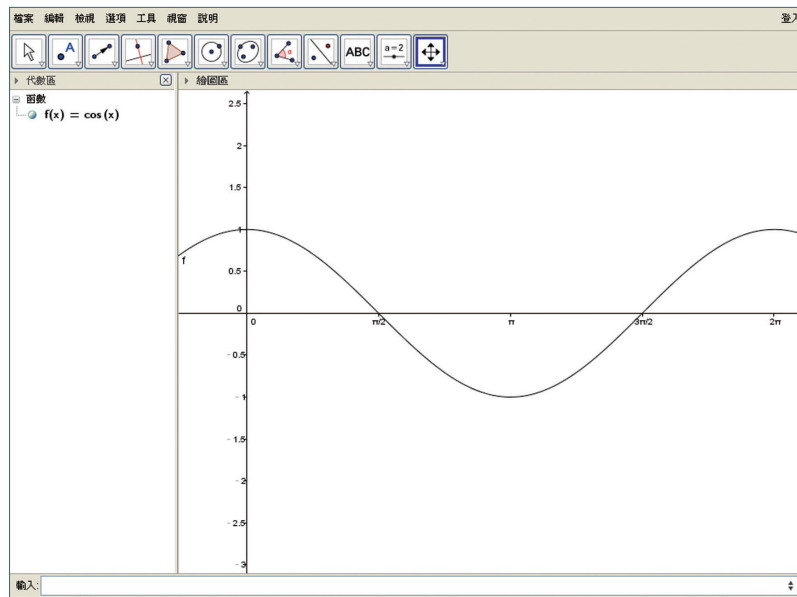 檔案 編輯 檢視 選項 工具 視窗 說明 登入
A α ABC a=2
代數區 繪圖區
函數
f(x) = cos(x)
2.5
2
1.5
1
f
0.5
0
0 π/2 π 3π/2 2π
-0.5
-1
-1.5
-2
-2.5
-3
輸入: